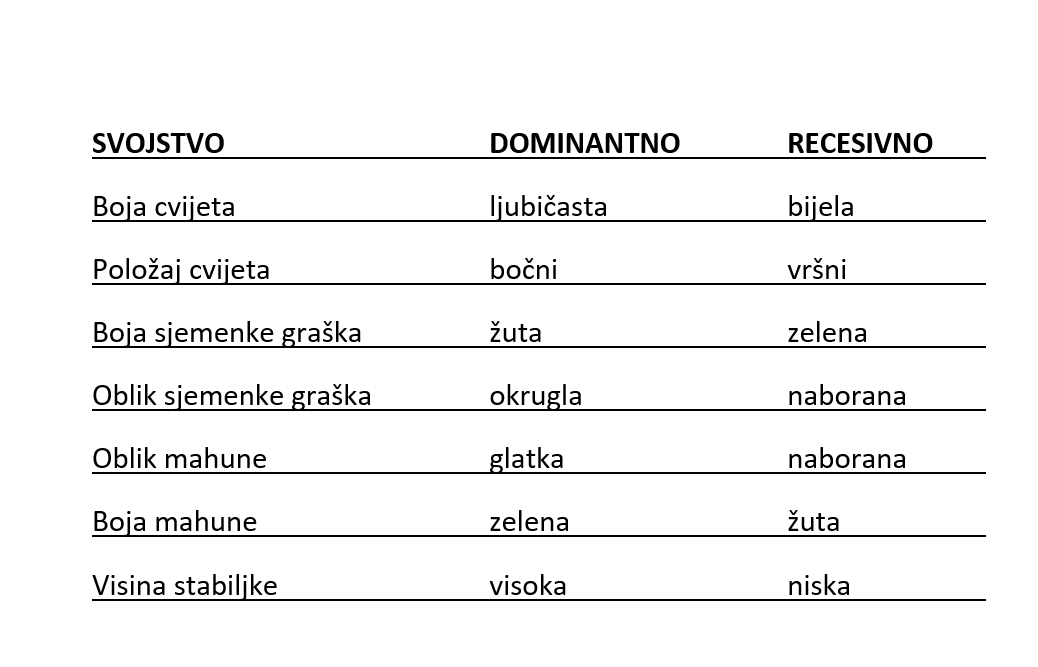 SVOJSTVO DOMINANTNO RECESIVNO
Boja cvijeta ljubičasta bijela
Položaj cvijeta bočni vršni
Boja sjemenke graška žuta zelena
Oblik sjemenke graška okrugla naborana
Oblik mahune glatka naborana
Boja mahune zelena žuta
Visina stabiljke visoka niska